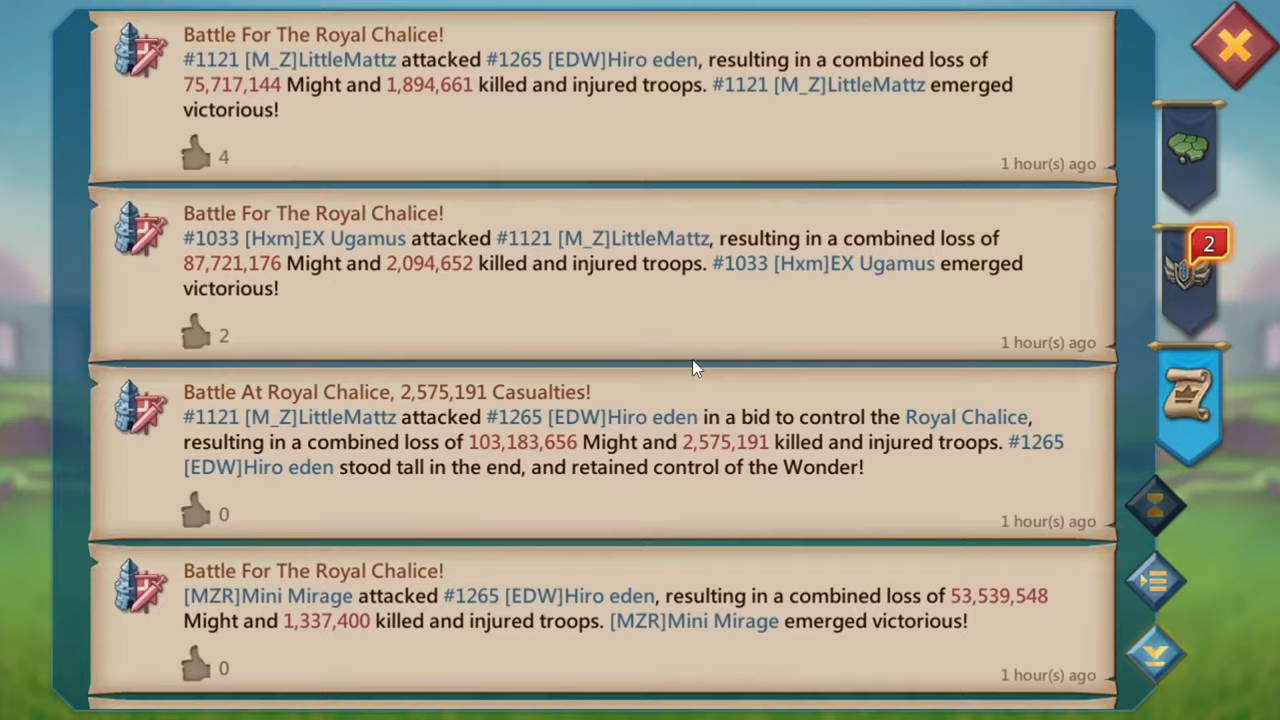 Battle For The Royal Chalice!
#1121 [M_Z]LittleMattz attacked #1265 [EDW]Hiro eden, resulting in a combined loss of
75,717,144 Might and 1,894,661 killed and injured troops. #1121 [M_Z]LittleMattz emerged
victorious!
4
1 hour(s) ago
Battle For The Royal Chalice!
#1033 [Hxm]EX Ugamus attacked #1121 [M_Z]LittleMattz, resulting in a combined loss of
87,721,176 Might and 2,094,652 killed and injured troops. #1033 [Hxm]EX Ugamus emerged
victorious!
2
1 hour(s) ago
2
Battle At Royal Chalice, 2,575,191 Casualties!
#1121 [M_Z]LittleMattz attacked #1265 [EDW]Hiro eden in a bid to control the Royal Chalice,
resulting in a combined loss of 103,183,656 Might and 2,575,191 killed and injured troops. #1265
[EDW]Hiro eden stood tall in the end, and retained control of the Wonder!
0
1 hour(s) ago
Battle For The Royal Chalice!
[MZR]Mini Mirage attacked #1265 [EDW]Hiro eden, resulting in a combined loss of 53,539,548
Might and 1,337,400 killed and injured troops. [MZR]Mini Mirage emerged victorious!
0
1 hour(s) ago